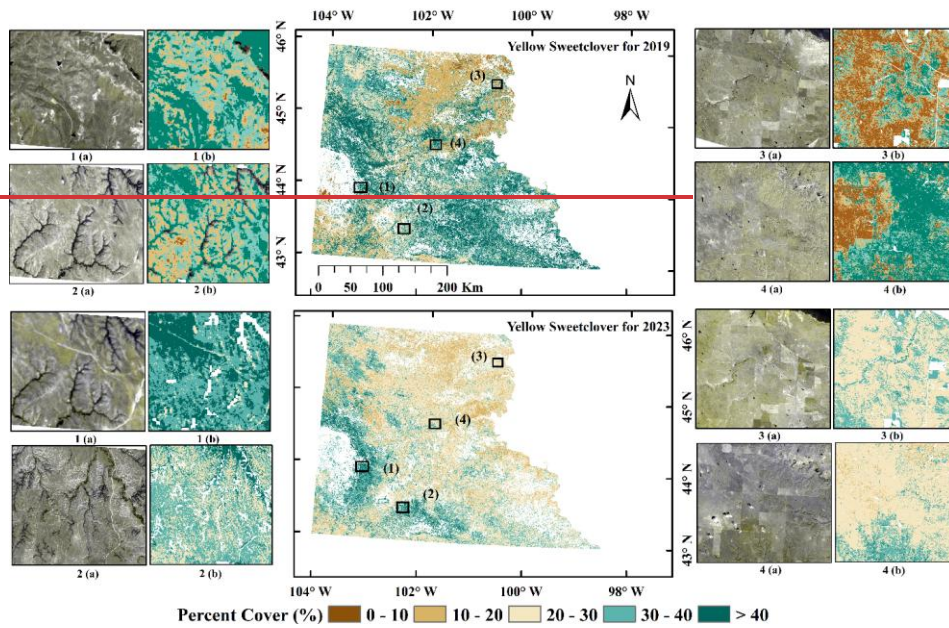 104° W 102° W 100° W 98° W
46° N
45° N
44° N
43° N
Yellow Sweetclover for 2019
N
(3)
(4)
(1)
(2)
0 60 100 200 Km
1 (a) 1 (b)
2 (a) 2 (b)
3 (a) 3 (b)
4 (a) 4 (b)
Yellow Sweetclover for 2023
(3)
(4)
(1)
(2)
1 (a) 1 (b)
2 (a) 2 (b)
3 (a) 3 (b)
4 (a) 4 (b)
46° N
45° N
44° N
43° N
104° W 102° W 100° W 98° W
Percent Cover (%) 0 - 10 10 - 20 20 - 30 30 - 40 > 40